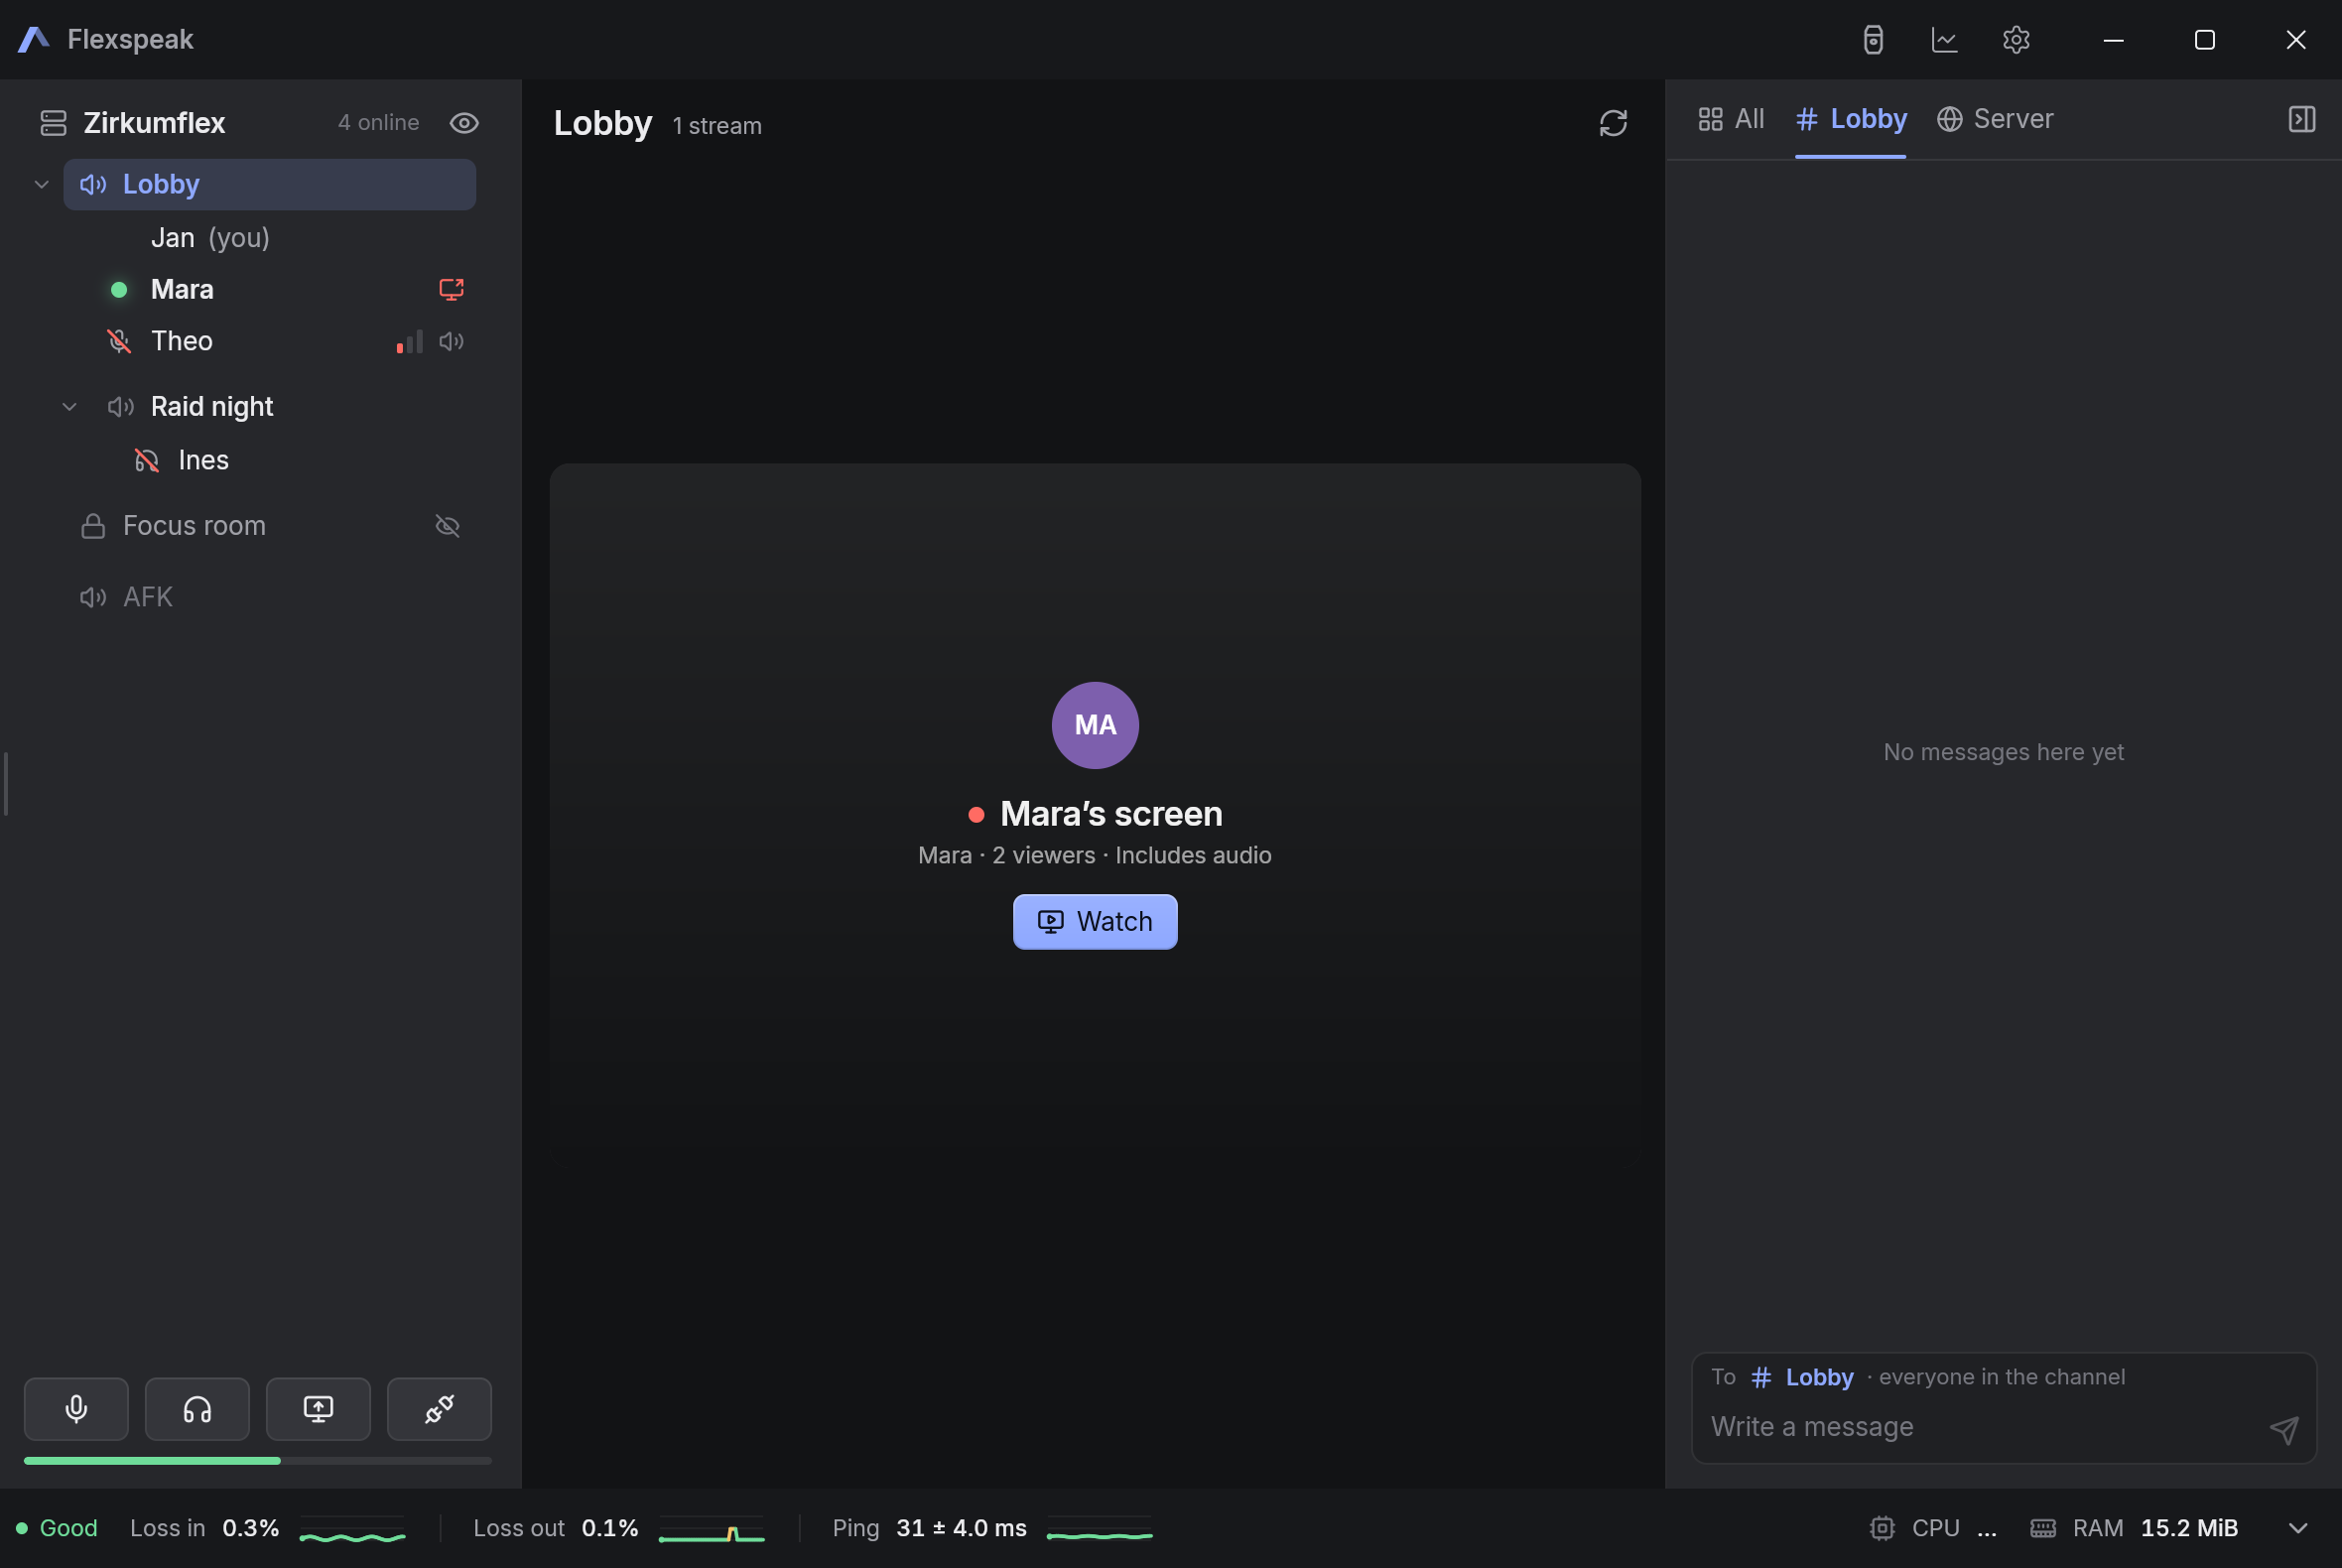 Flexspeak
Zirkumflex 4 online
Lobby
Jan (you)
Mara
Theo
Raid night
Ines
Focus room
AFK
Lobby 1 stream
MA
Mara’s screen
Mara · 2 viewers · Includes audio
Watch
All # Lobby Server
No messages here yet
To # Lobby · everyone in the channel
Write a message
Good Loss in 0.3% Loss out 0.1% Ping 31 ± 4.0 ms CPU ... RAM 15.2 MiB